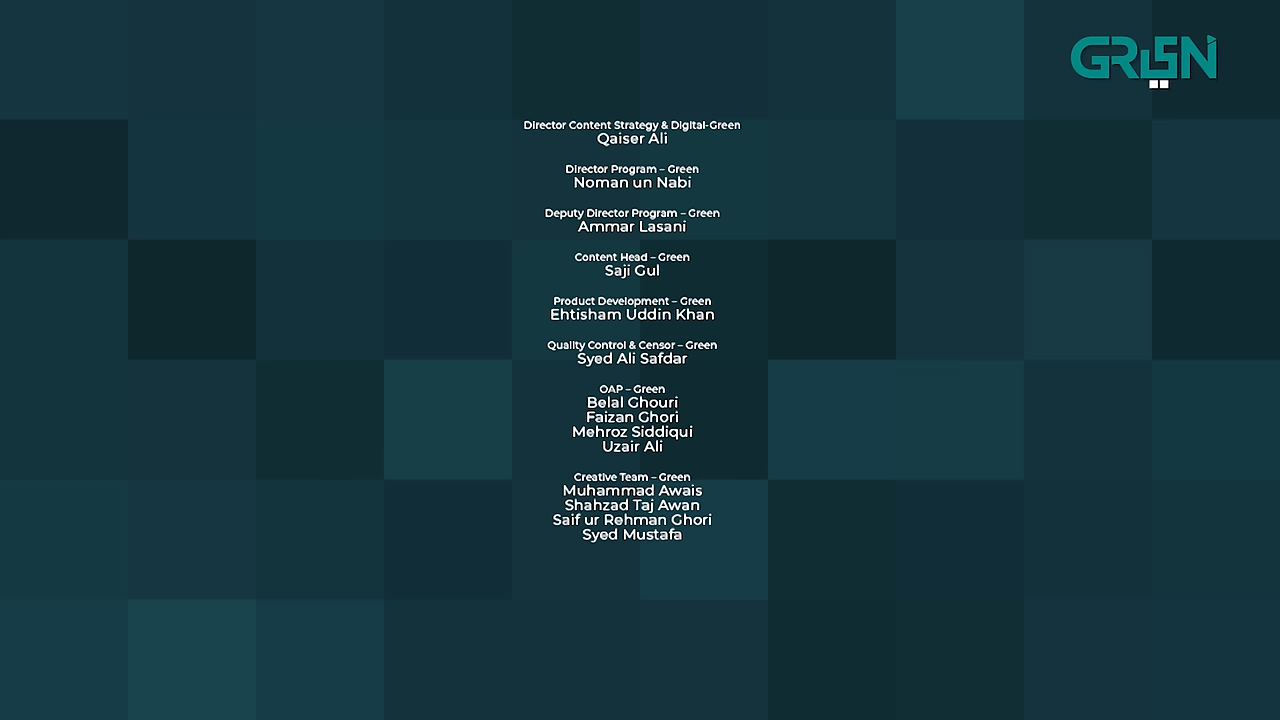 GREEN
Director Content Strategy & Digital-Green
Qaiser Ali
Director Program – Green
Noman un Nabi
Deputy Director Program – Green
Ammar Lasani
Content Head – Green
Saji Gul
Product Development – Green
Ehtisham Uddin Khan
Quality Control & Censor – Green
Syed Ali Safdar
OAP – Green
Belal Ghouri
Faizan Ghori
Mehroz Siddiqui
Uzair Ali
Creative Team – Green
Muhammad Awais
Shahzad Taj Awan
Saif ur Rehman Ghori
Syed Mustafa